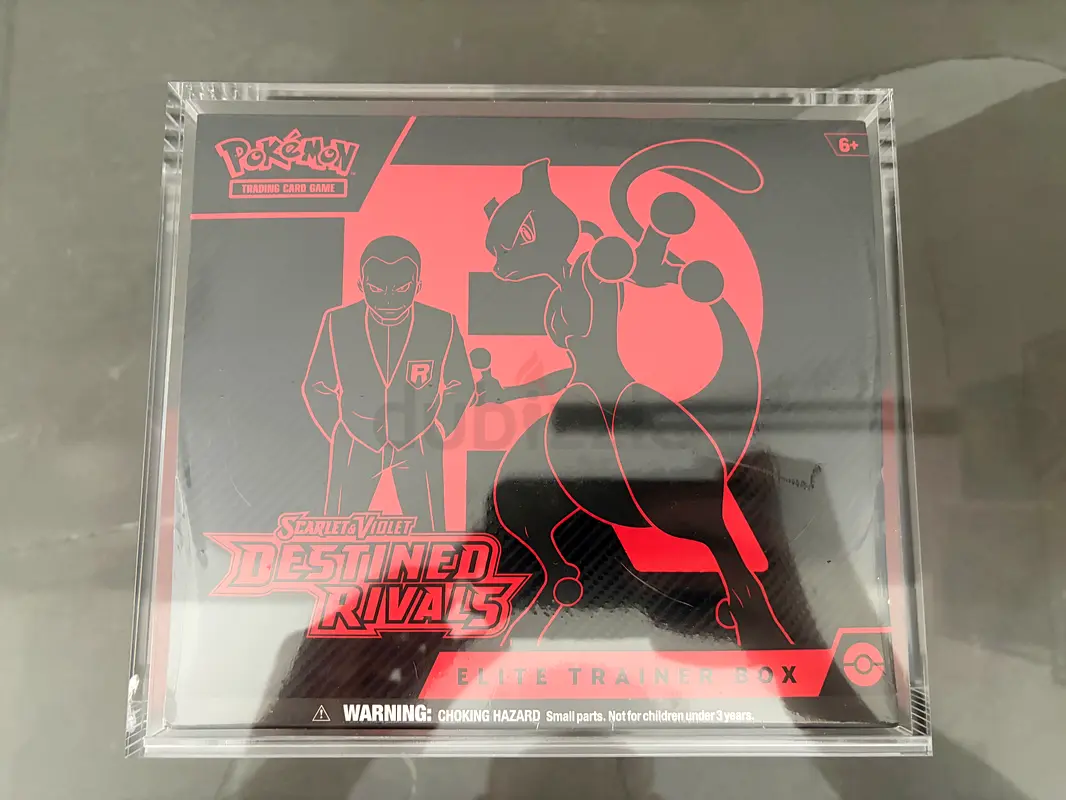 POKéMON
TRADING CARD GAME
6+
R
dubizzle
SCARLET & VIOLET
DESTINED
RIVALS
ELITE TRAINER BOX
WARNING: CHOKING HAZARD Small parts. Not for children under 3 years.